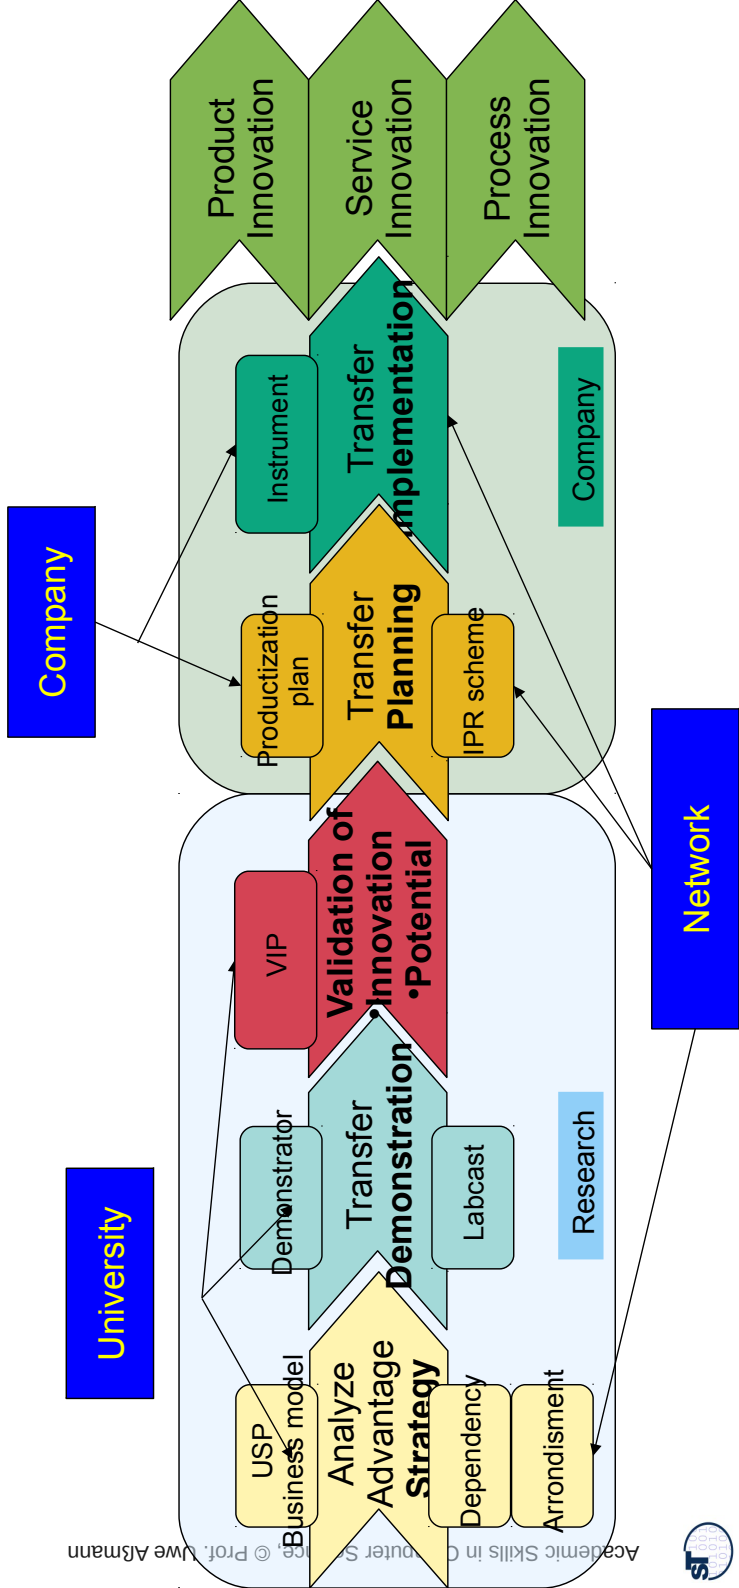 Company
University
Network
USP
Business model
Demonstrator
VIP
Productization
plan
Instrument
Analyze
Advantage
Strategy
Transfer
Demonstration
Validation of
Innovation
•Potential
Transfer
Planning
Transfer
Implementation
Product
Innovation
Service
Innovation
Process
Innovation
Dependency
Arrondisment
Labcast
IPR scheme
Research
Company
Academic Skills in Computer Science, © Prof. Uwe Aßmann
ST